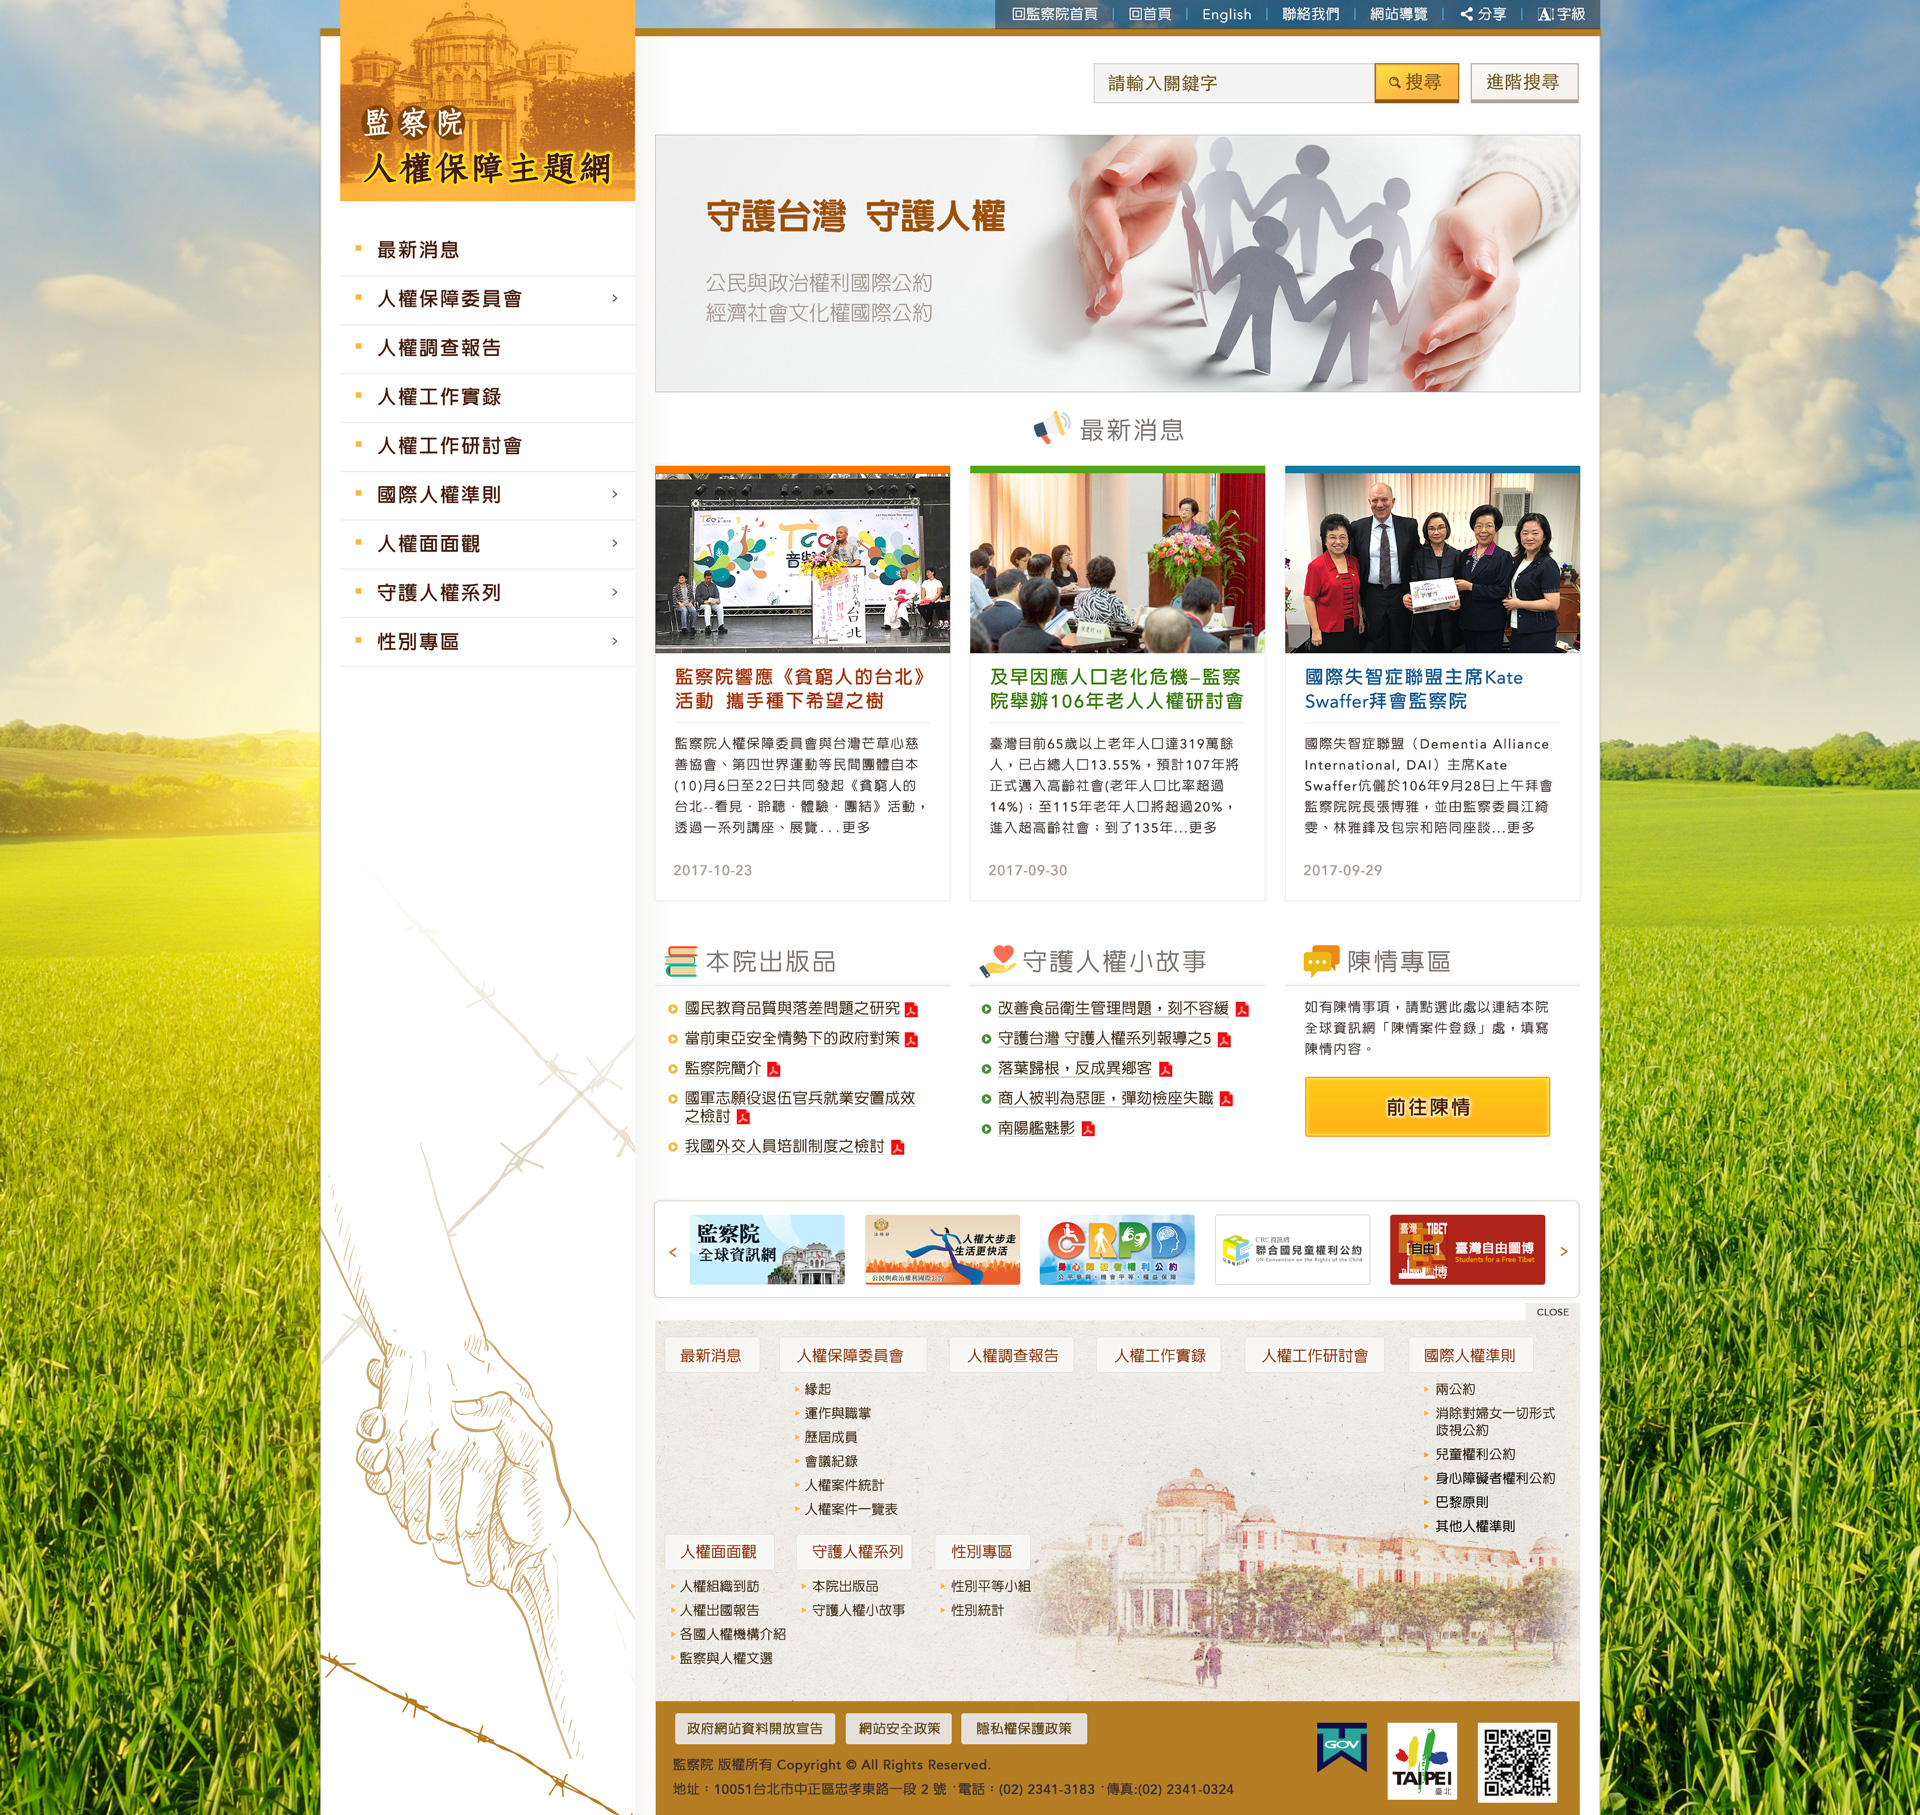 回監察院首頁 | 回首頁 | English | 聯絡我們 | 網站導覽 | 分享 | 字級
監察院
人權保障主題網
請輸入關鍵字 搜尋 進階搜尋
最新消息
人權保障委員會
人權調查報告
人權工作實錄
人權工作研討會
國際人權準則
人權面面觀
守護人權系列
性別專區
守護台灣 守護人權
公民與政治權利國際公約
經濟社會文化權國際公約
最新消息
監察院響應《貧窮人的台北》
活動 攜手種下希望之樹
監察院人權保障委員會與台灣芒草心慈
善協會、第四世界運動等民間團體自本
(10)月6日至22日共同發起《貧窮人的
台北--看見‧聆聽‧體驗‧團結》活動，
透過一系列講座、展覽...更多
2017-10-23
及早因應人口老化危機–監察
院舉辦106年老人人權研討會
臺灣目前65歲以上老年人口達319萬餘
人，已占總人口13.55%，預計107年將
正式邁入高齡社會(老年人口比率超過
14%)；至115年老年人口將超過20%，
進入超高齡社會；到了135年...更多
2017-09-30
國際失智症聯盟主席Kate
Swaffer拜會監察院
國際失智症聯盟（Dementia Alliance
International, DAI）主席Kate
Swaffer伉儷於106年9月28日上午拜會
監察院院長張博雅，並由監察委員江綺
雯、林雅鋒及包宗和陪同座談...更多
2017-09-29
本院出版品
國民教育品質與落差問題之研究
當前東亞安全情勢下的政府對策
監察院簡介
國軍志願役退伍官兵就業安置成效
之檢討
我國外交人員培訓制度之檢討
守護人權小故事
改善食品衛生管理問題，刻不容緩
守護台灣 守護人權系列報導之5
落葉歸根，反成異鄉客
商人被判為惡匪，彈劾檢座失職
南陽艦魅影
陳情專區
如有陳情事項，請點選此處以連結本院
全球資訊網「陳情案件登錄」處，填寫
陳情內容。
前往陳情
監察院
全球資訊網
人權大步走
生活更快活
公民與政治權利國際公約
CRPD
身心障礙者權利公約
公平參與‧機會平等‧權益保障
CRC 資訊網
聯合國兒童權利公約
UN Convention on the Rights of the Child
臺灣 TIBET
[自由]
博
臺灣自由圖博
Students for a Free Tibet
CLOSE
最新消息
人權保障委員會
緣起
運作與職掌
歷屆成員
會議紀錄
人權案件統計
人權案件一覽表
人權調查報告
人權工作實錄
人權工作研討會
國際人權準則
兩公約
消除對婦女一切形式
歧視公約
兒童權利公約
身心障礙者權利公約
巴黎原則
其他人權準則
人權面面觀
人權組織到訪
人權出國報告
各國人權機構介紹
監察與人權文選
守護人權系列
本院出版品
守護人權小故事
性別專區
性別平等小組
性別統計
政府網站資料開放宣告 網站安全政策 隱私權保護政策
監察院 版權所有 Copyright © All Rights Reserved.
地址：10051台北市中正區忠孝東路一段 2 號 ˙電話：(02) 2341-3183 ˙傳真:(02) 2341-0324
GOV
TAIPEI
臺北